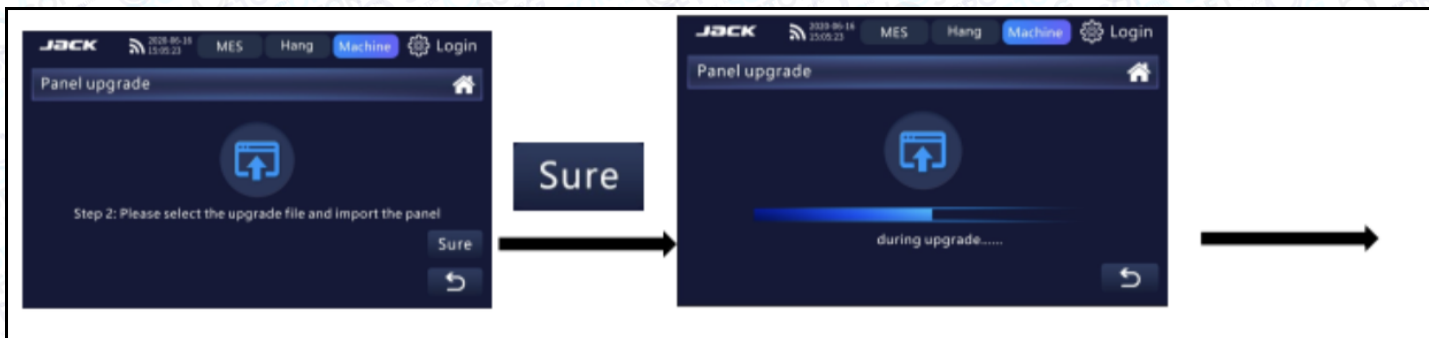 JACK 2020-06-16 15:05:23 MES Hang Machine Login
Panel upgrade
Step 2: Please select the upgrade file and import the panel
Sure
Sure
JACK 2020-06-16 15:05:23 MES Hang Machine Login
Panel upgrade
during upgrade......